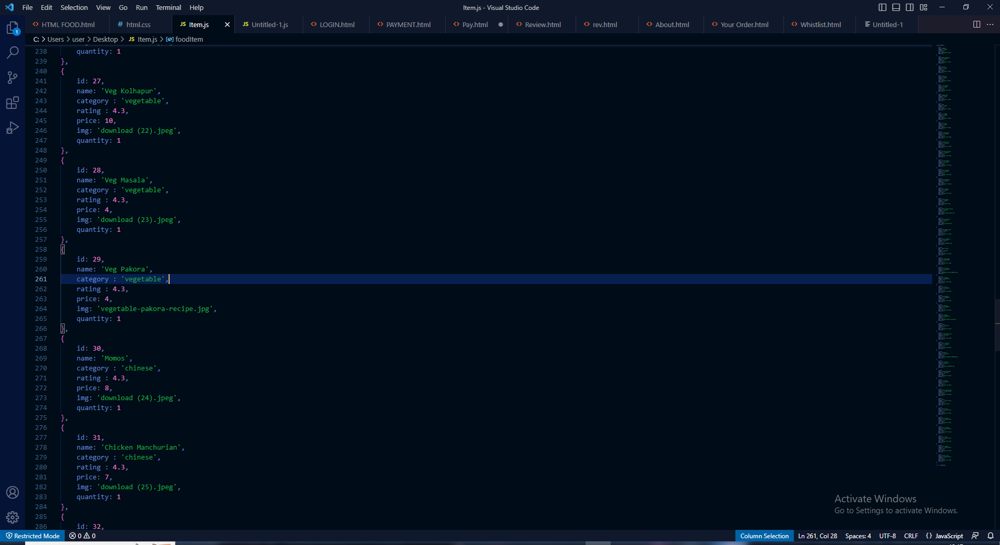 File Edit Selection View Go Run Terminal Help Item.js - Visual Studio Code
HTML FOOD.html # html.css JS Item.js JS Untitled-1.js LOGIN.html PAYMENT.html Pay.html Review.html rev.html About.html Your Order.html Whistlist.html Untitled-1
C: > Users > user > Desktop > JS Item.js > foodItem
1
238 quantity: 1
239 },
240 {
241 id: 27,
242 name: 'Veg Kolhapur',
243 category : 'vegetable',
244 rating : 4.3,
245 price: 10,
246 img: 'download (22).jpeg',
247 quantity: 1
248 },
249 {
250 id: 28,
251 name: 'Veg Masala',
252 category : 'vegetable',
253 rating : 4.3,
254 price: 4,
255 img: 'download (23).jpeg',
256 quantity: 1
257 },
258 {
259 id: 29,
260 name: 'Veg Pakora',
261 category : 'vegetable',
262 rating : 4.3,
263 price: 4,
264 img: 'vegetable-pakora-recipe.jpg',
265 quantity: 1
266 },
267 {
268 id: 30,
269 name: 'Momos',
270 category : 'chinese',
271 rating : 4.3,
272 price: 8,
273 img: 'download (24).jpeg',
274 quantity: 1
275 },
276 {
277 id: 31,
278 name: 'Chicken Manchurian',
279 category : 'chinese',
280 rating : 4.3,
281 price: 7,
282 img: 'download (25).jpeg',
283 quantity: 1
284 },
285 {
286 id: 32,
Activate Windows
Go to Settings to activate Windows.
Restricted Mode 0 0 Column Selection Ln 261, Col 28 Spaces: 4 UTF-8 CRLF {} JavaScript